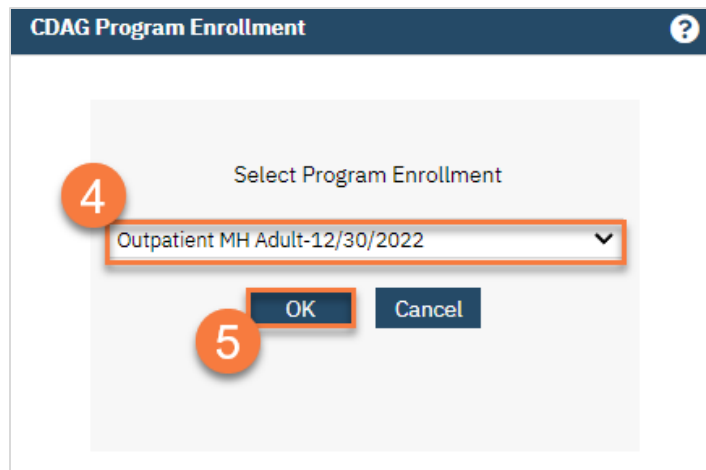 CDAG Program Enrollment ?
Select Program Enrollment
4
Outpatient MH Adult-12/30/2022
OK Cancel
5